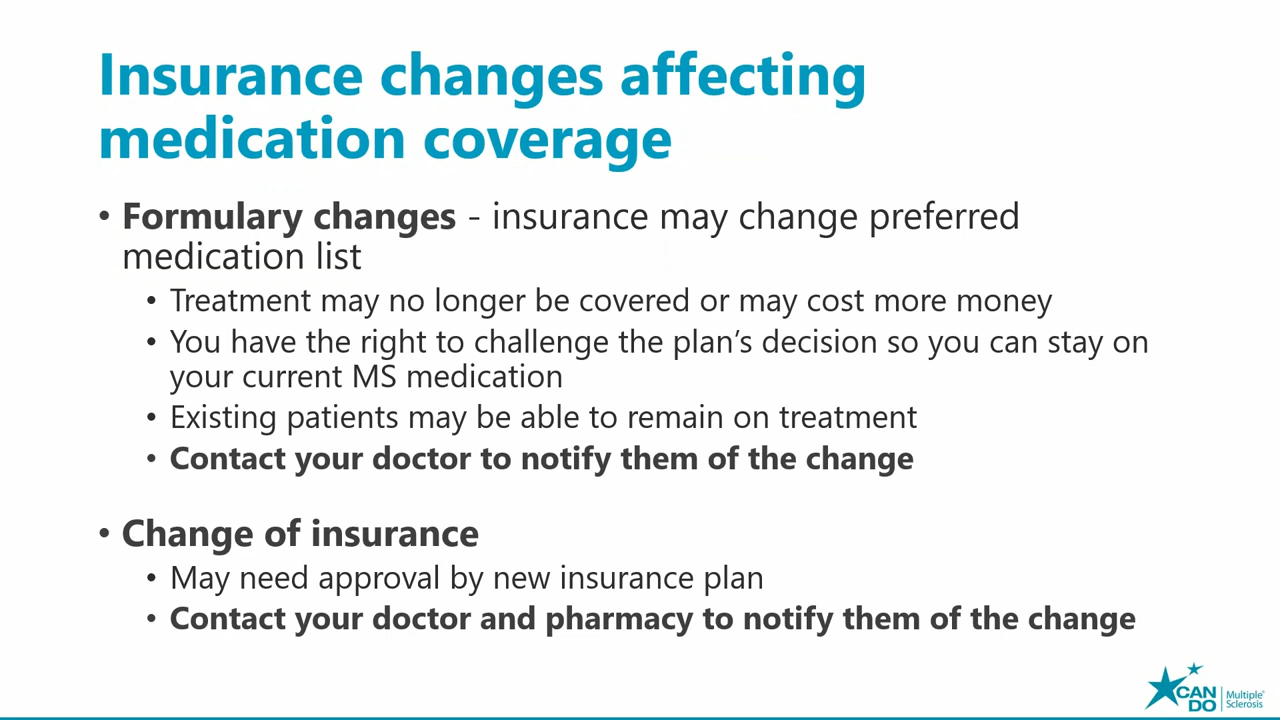 Insurance changes affecting
medication coverage
• Formulary changes - insurance may change preferred
medication list
• Treatment may no longer be covered or may cost more money
• You have the right to challenge the plan’s decision so you can stay on
your current MS medication
• Existing patients may be able to remain on treatment
• Contact your doctor to notify them of the change
• Change of insurance
• May need approval by new insurance plan
• Contact your doctor and pharmacy to notify them of the change
CAN
DO
Multiple®
Sclerosis